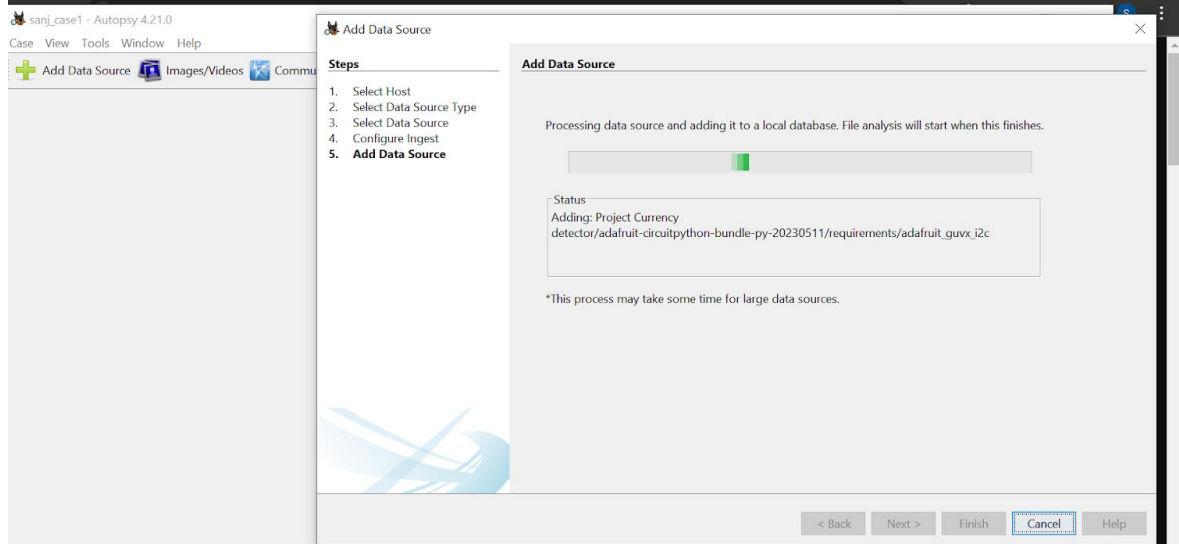 sanj_case1 - Autopsy 4.21.0
Case View Tools Window Help
Add Data Source Images/Videos Commu
Add Data Source
Steps
1. Select Host
2. Select Data Source Type
3. Select Data Source
4. Configure Ingest
5. Add Data Source
Add Data Source
Processing data source and adding it to a local database. File analysis will start when this finishes.
Status
Adding: Project Currency
detector/adafruit-circuitpython-bundle-py-20230511/requirements/adafruit_guvx_i2c
*This process may take some time for large data sources.
< Back Next > Finish Cancel Help